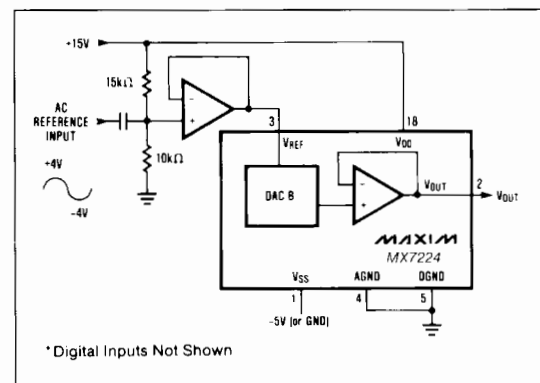 +15V
15kΩ
AC
REFERENCE
INPUT
10kΩ
+4V
-4V
-
+
3
18
VREF
VDD
DAC B
-
+
VOUT
2
VOUT
MAXIM
MX7224
VSS
AGND
DGND
1
4
5
-5V (or GND)
* Digital Inputs Not Shown